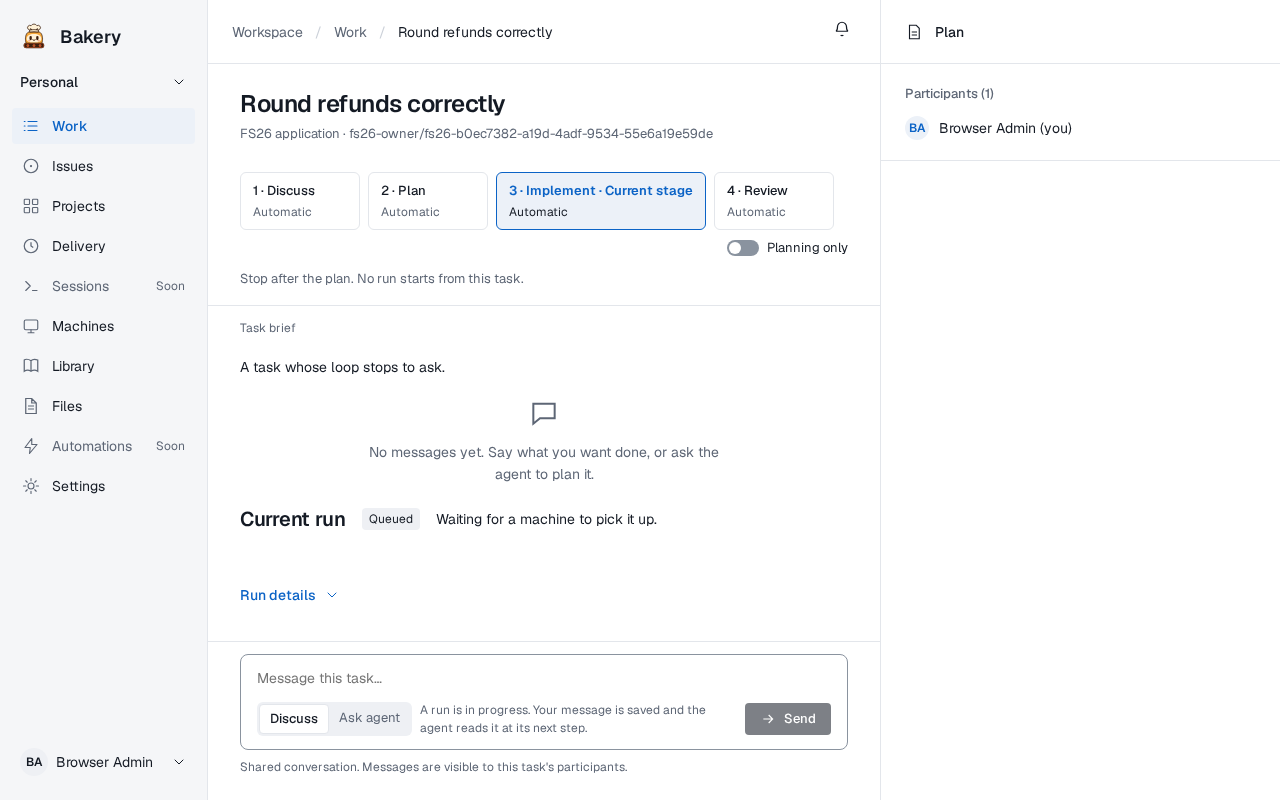 Bakery
Personal
Work
Issues
Projects
Delivery
Sessions Soon
Machines
Library
Files
Automations Soon
Settings
BA Browser Admin
Workspace / Work / Round refunds correctly
Round refunds correctly
FS26 application · fs26-owner/fs26-b0ec7382-a19d-4adf-9534-55e6a19e59de
1 · Discuss
Automatic
2 · Plan
Automatic
3 · Implement · Current stage
Automatic
4 · Review
Automatic
Planning only
Stop after the plan. No run starts from this task.
Task brief
A task whose loop stops to ask.
No messages yet. Say what you want done, or ask the
agent to plan it.
Current run Queued Waiting for a machine to pick it up.
Run details
Message this task…
Discuss Ask agent
A run is in progress. Your message is saved and the
agent reads it at its next step.
Send
Shared conversation. Messages are visible to this task's participants.
Plan
Participants (1)
BA Browser Admin (you)